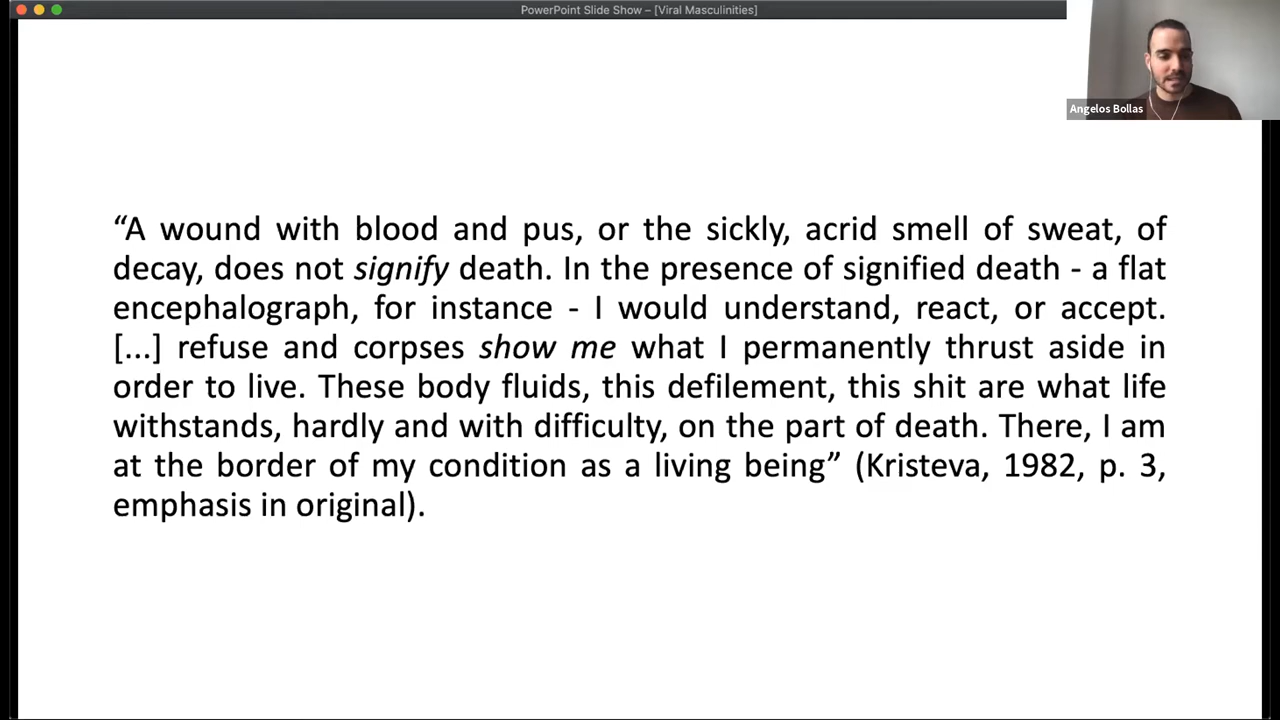 PowerPoint Slide Show – [Viral Masculinities]
Angelos Bollas
“A wound with blood and pus, or the sickly, acrid smell of sweat, of
decay, does not signify death. In the presence of signified death - a flat
encephalograph, for instance - I would understand, react, or accept.
[...] refuse and corpses show me what I permanently thrust aside in
order to live. These body fluids, this defilement, this shit are what life
withstands, hardly and with difficulty, on the part of death. There, I am
at the border of my condition as a living being” (Kristeva, 1982, p. 3,
emphasis in original).